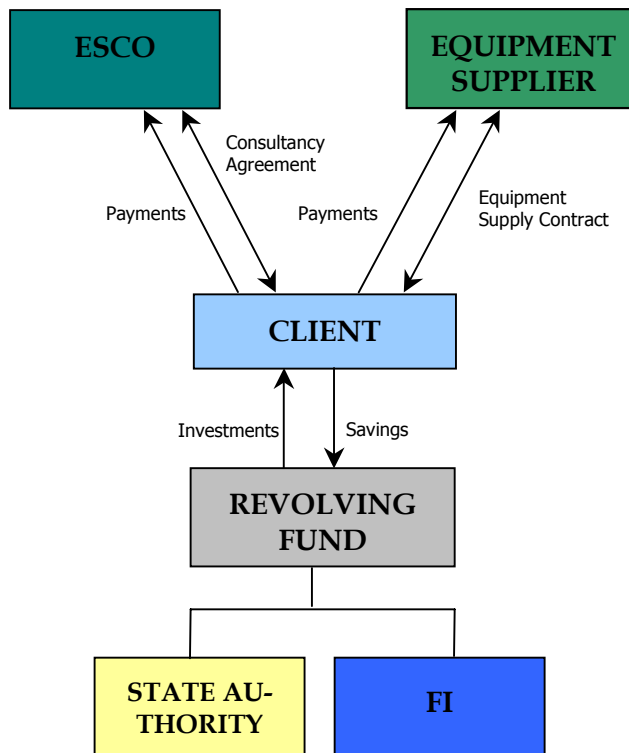 ESCO
EQUIPMENT
SUPPLIER
Consultancy
Agreement
Payments
Payments
Equipment
Supply Contract
CLIENT
Investments
Savings
REVOLVING
FUND
STATE AU-
THORITY
FI